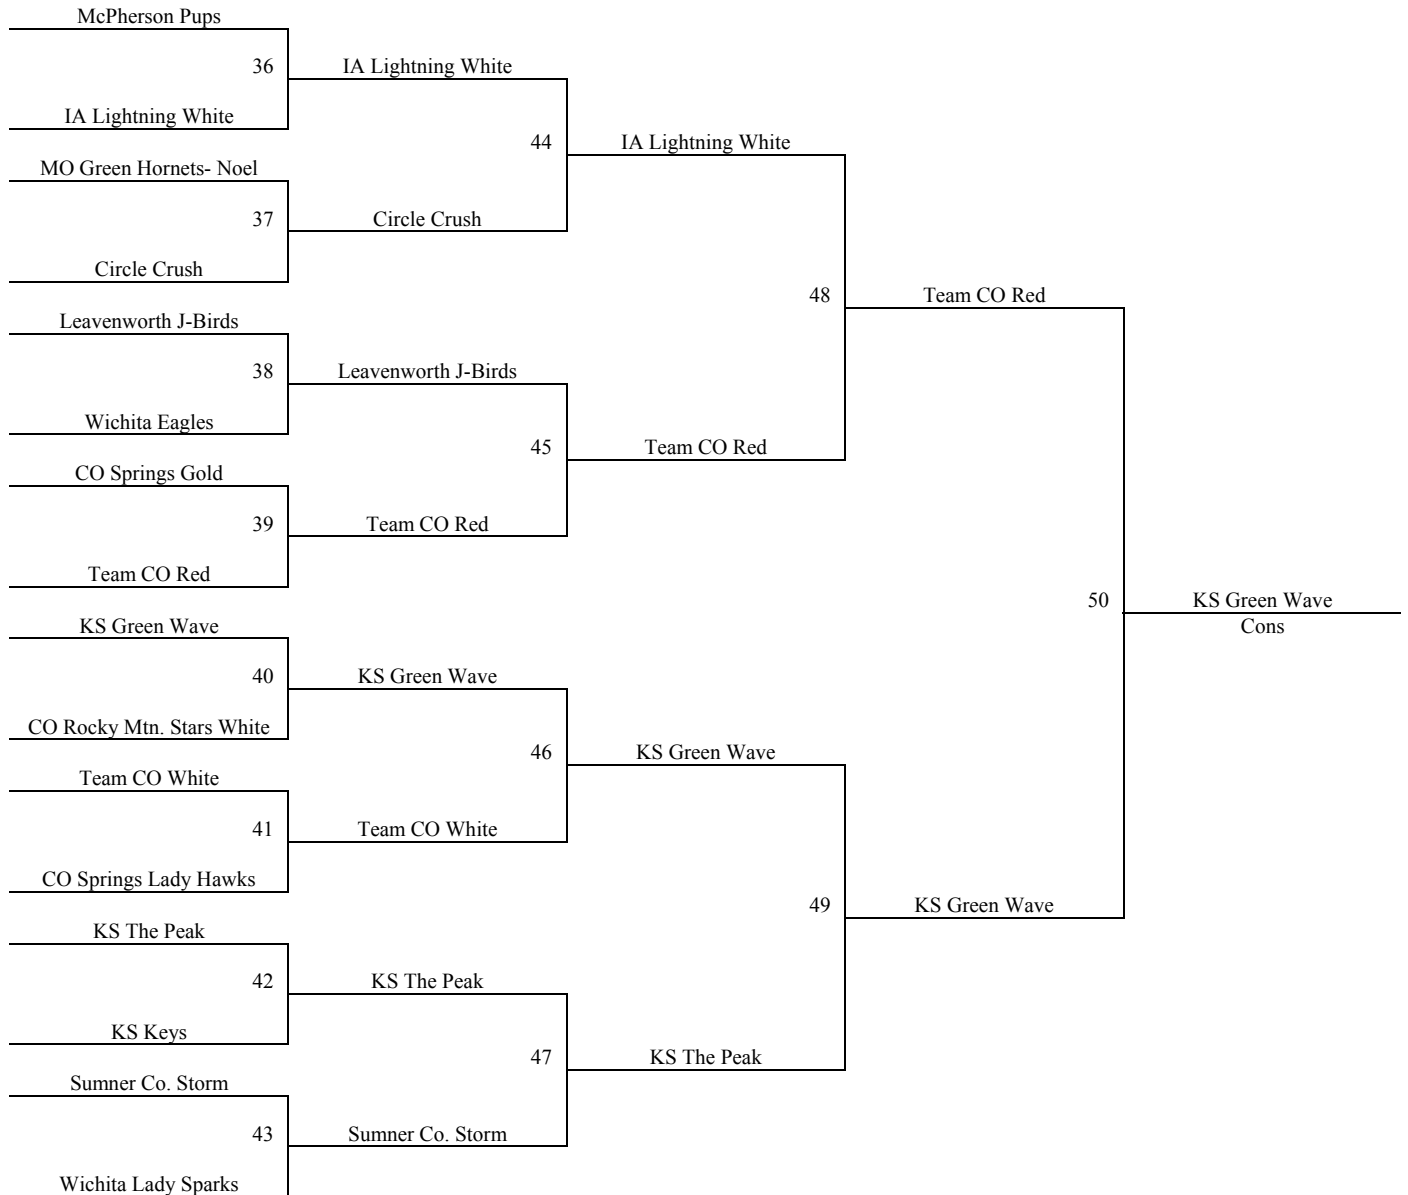 McPherson Pups
36
IA Lightning White
IA Lightning White
44
IA Lightning White
MO Green Hornets- Noel
37
Circle Crush
Circle Crush
48
Team CO Red
Leavenworth J-Birds
38
Leavenworth J-Birds
Wichita Eagles
45
Team CO Red
CO Springs Gold
39
Team CO Red
Team CO Red
50
KS Green Wave
Cons
KS Green Wave
40
KS Green Wave
CO Rocky Mtn. Stars White
46
KS Green Wave
Team CO White
41
Team CO White
CO Springs Lady Hawks
49
KS Green Wave
KS The Peak
42
KS The Peak
KS Keys
47
KS The Peak
Sumner Co. Storm
43
Sumner Co. Storm
Wichita Lady Sparks